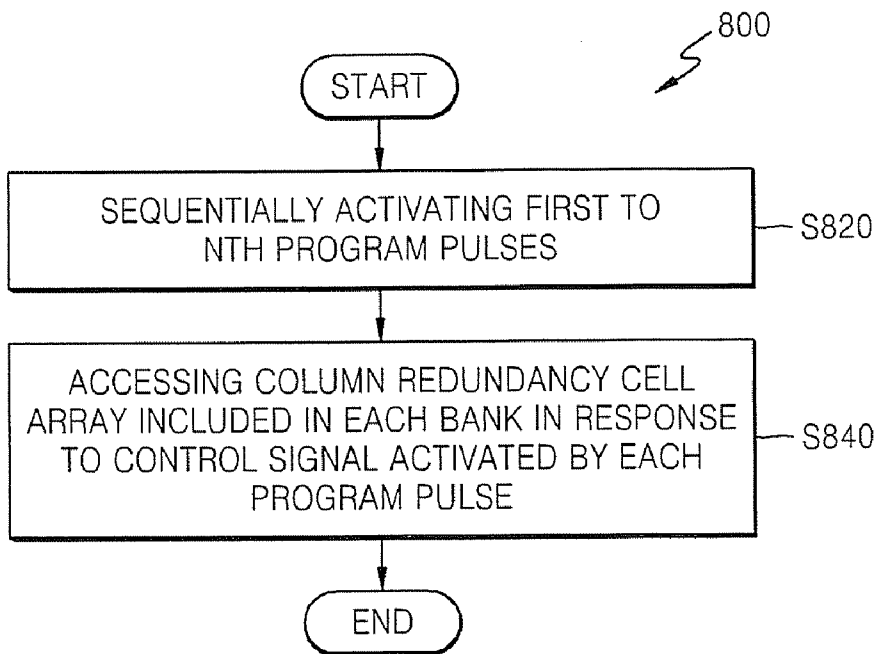 800
START
SEQUENTIALLY ACTIVATING FIRST TO
NTH PROGRAM PULSES
S820
ACCESSING COLUMN REDUNDANCY CELL
ARRAY INCLUDED IN EACH BANK IN RESPONSE
TO CONTROL SIGNAL ACTIVATED BY EACH
PROGRAM PULSE
S840
END